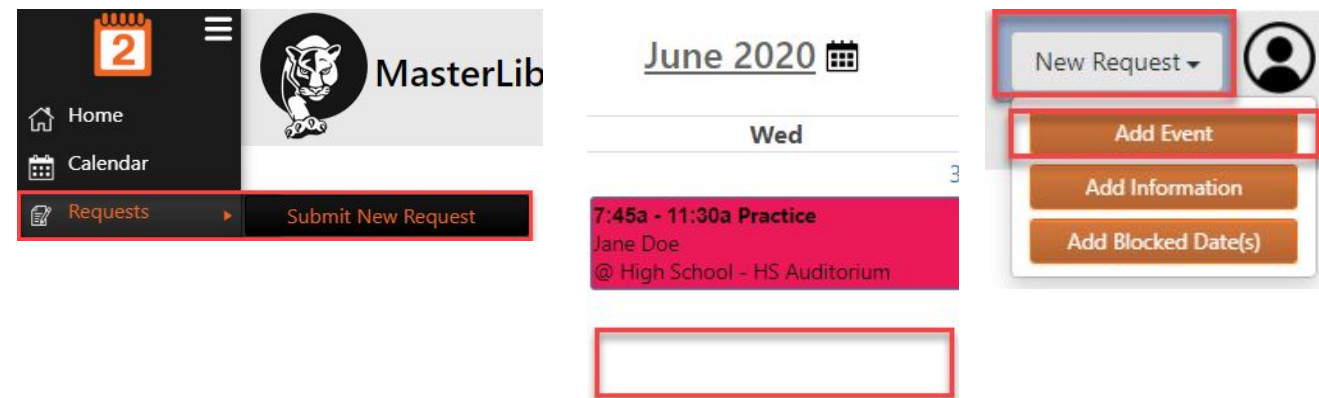 2
MasterLib
Home
Calendar
Requests
Submit New Request
June 2020
Wed
3
7:45a - 11:30a Practice
Jane Doe
@ High School - HS Auditorium
New Request
Add Event
Add Information
Add Blocked Date(s)